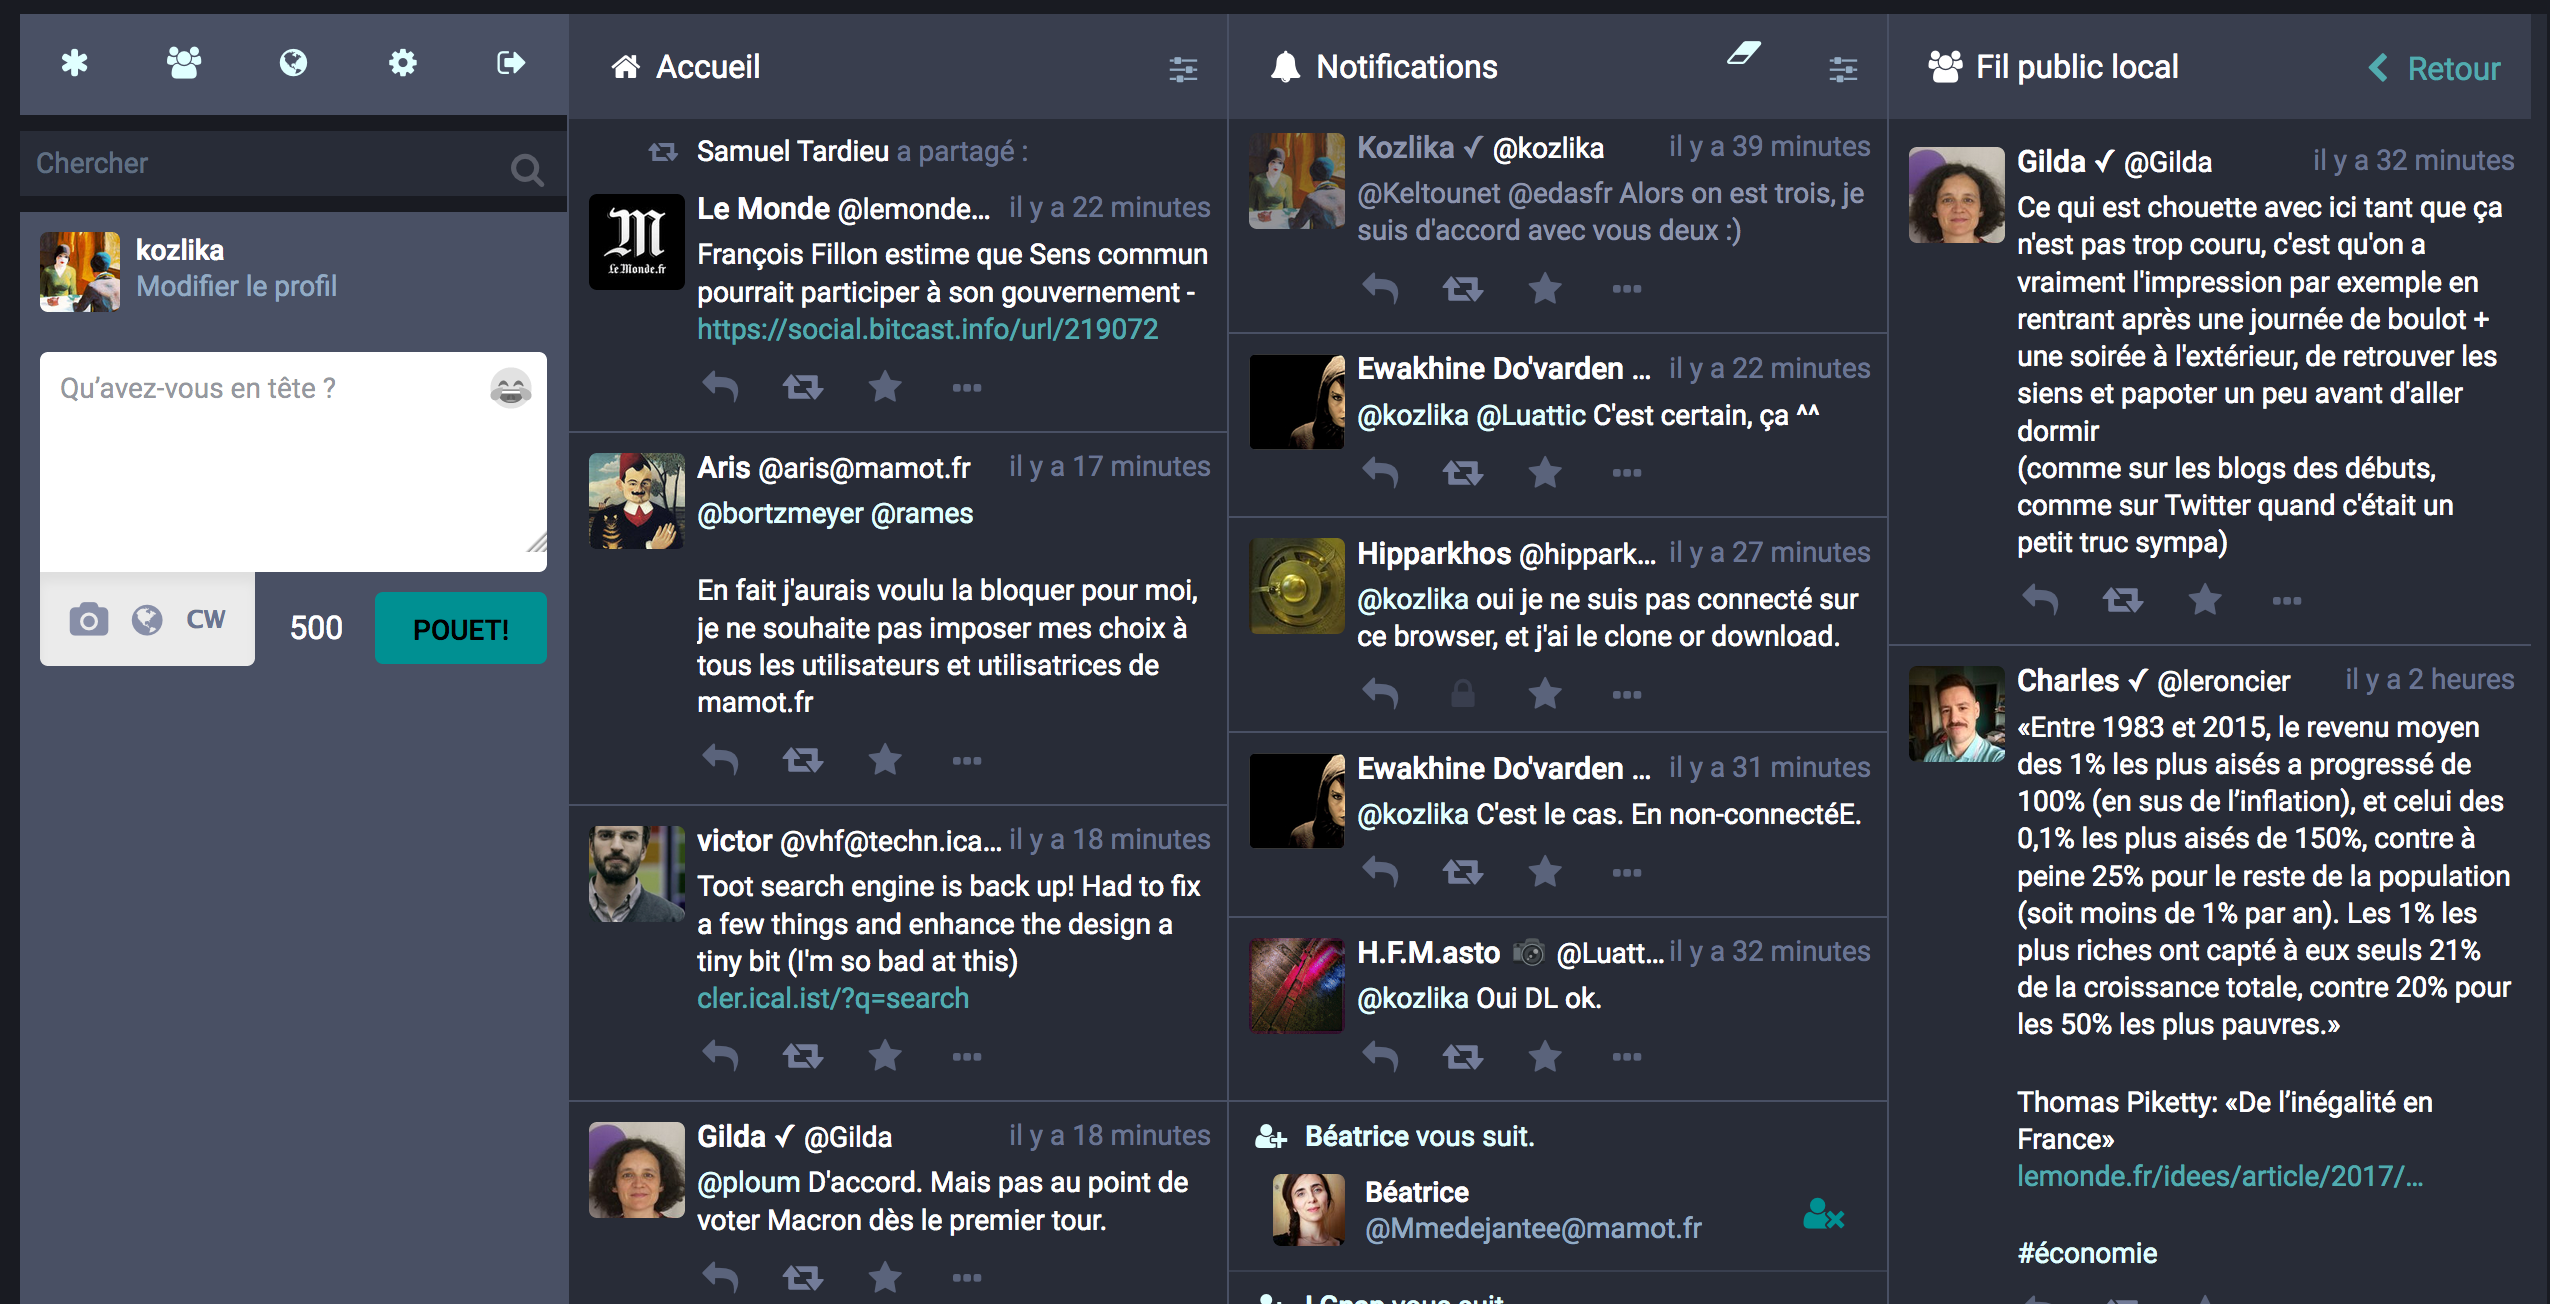 Chercher
kozlika
Modifier le profil
Qu’avez-vous en tête ?
CW
500
POUET!
Accueil
Samuel Tardieu a partagé :
Le Monde @lemonde... il y a 22 minutes
Le Monde.fr
François Fillon estime que Sens commun
pourrait participer à son gouvernement -
https://social.bitcast.info/url/219072
Aris @aris@mamot.fr il y a 17 minutes
@bortzmeyer @rames
En fait j'aurais voulu la bloquer pour moi,
je ne souhaite pas imposer mes choix à
tous les utilisateurs et utilisatrices de
mamot.fr
victor @vhf@techn.ica... il y a 18 minutes
Toot search engine is back up! Had to fix
a few things and enhance the design a
tiny bit (I'm so bad at this)
cler.ical.ist/?q=search
Gilda ✓ @Gilda il y a 18 minutes
@ploum D'accord. Mais pas au point de
voter Macron dès le premier tour.
Notifications
Kozlika ✓ @kozlika il y a 39 minutes
@Keltounet @edasfr Alors on est trois, je
suis d'accord avec vous deux :)
Ewakhine Do'varden ... il y a 22 minutes
@kozlika @Luattic C'est certain, ça ^^
Hipparkhos @hippark... il y a 27 minutes
@kozlika oui je ne suis pas connecté sur
ce browser, et j'ai le clone or download.
Ewakhine Do'varden ... il y a 31 minutes
@kozlika C'est le cas. En non-connectéE.
H.F.M.asto @Luatt... il y a 32 minutes
@kozlika Oui DL ok.
Béatrice vous suit.
Béatrice
@Mmedejantee@mamot.fr
Fil public local
Retour
Gilda ✓ @Gilda il y a 32 minutes
Ce qui est chouette avec ici tant que ça
n'est pas trop couru, c'est qu'on a
vraiment l'impression par exemple en
rentrant après une journée de boulot +
une soirée à l'extérieur, de retrouver les
siens et papoter un peu avant d'aller
dormir
(comme sur les blogs des débuts,
comme sur Twitter quand c'était un
petit truc sympa)
Charles ✓ @leroncier il y a 2 heures
«Entre 1983 et 2015, le revenu moyen
des 1% les plus aisés a progressé de
100% (en sus de l’inflation), et celui des
0,1% les plus aisés de 150%, contre à
peine 25% pour le reste de la population
(soit moins de 1% par an). Les 1% les
plus riches ont capté à eux seuls 21%
de la croissance totale, contre 20% pour
les 50% les plus pauvres.»
Thomas Piketty: «De l’inégalité en
France»
lemonde.fr/idees/article/2017/...
#économie